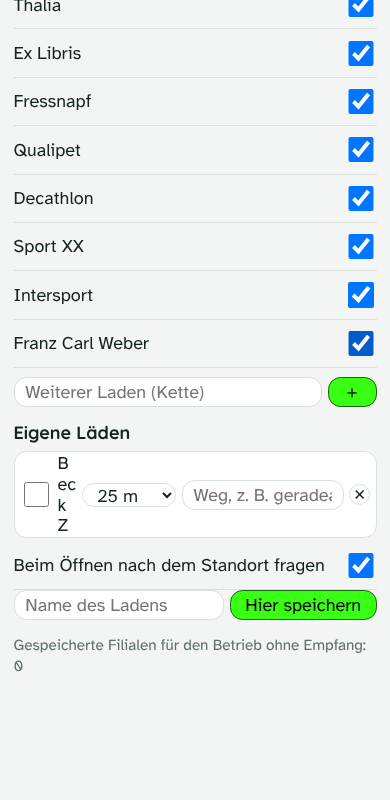 Thalia
Ex Libris
Fressnapf
Qualipet
Decathlon
Sport XX
Intersport
Franz Carl Weber
Weiterer Laden (Kette)
+
Eigene Läden
B
ec
k
Z
25 m
Weg, z. B. gerade
×
Beim Öffnen nach dem Standort fragen
Name des Ladens
Hier speichern
Gespeicherte Filialen für den Betrieb ohne Empfang:
0